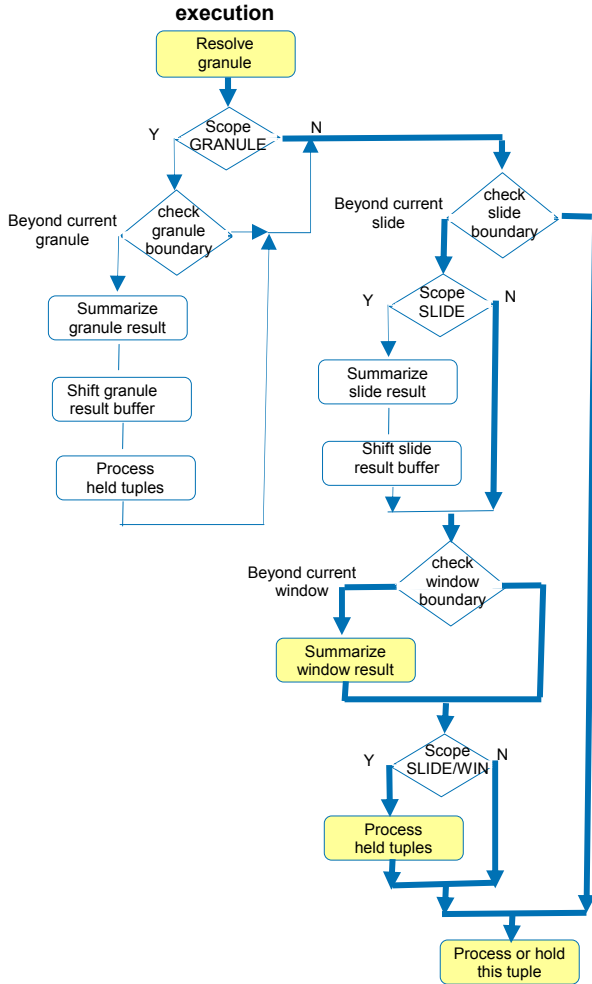 execution
Resolve
granule
Y
Scope
GRANULE
N
Beyond current
granule
check
granule
boundary
Summarize
granule result
Shift granule
result buffer
Process
held tuples
Beyond current
slide
check
slide
boundary
Y
Scope
SLIDE
N
Summarize
slide result
Shift slide
result buffer
Beyond current
window
check
window
boundary
Summarize
window result
Y
Scope
SLIDE/WIN
N
Process
held tuples
Process or hold
this tuple